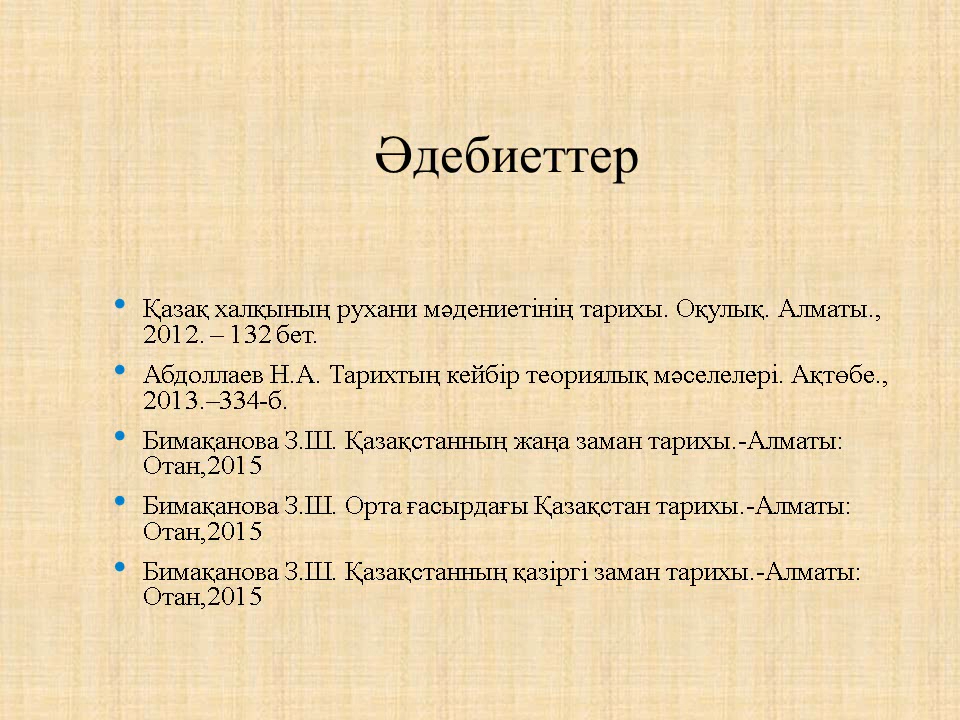 Әдебиеттер
• Қазақ халқының рухани мәдениетінің тарихы. Оқулық. Алматы.,
2012. – 132 бет.
• Абдоллаев Н.А. Тарихтың кейбір теориялық мәселелері. Ақтөбе.,
2013.–334-б.
• Бимақанова З.Ш. Қазақстанның жаңа заман тарихы.-Алматы:
Отан,2015
• Бимақанова З.Ш. Орта ғасырдағы Қазақстан тарихы.-Алматы:
Отан,2015
• Бимақанова З.Ш. Қазақстанның қазіргі заман тарихы.-Алматы:
Отан,2015